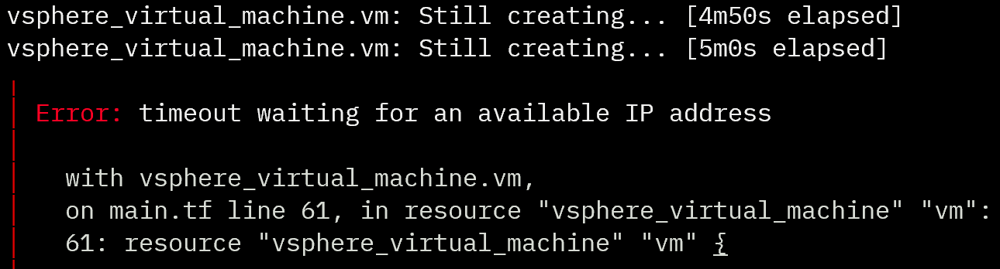 vsphere_virtual_machine.vm: Still creating... [4m50s elapsed]
vsphere_virtual_machine.vm: Still creating... [5m0s elapsed]
Error: timeout waiting for an available IP address
with vsphere_virtual_machine.vm,
on main.tf line 61, in resource "vsphere_virtual_machine" "vm":
61: resource "vsphere_virtual_machine" "vm" {